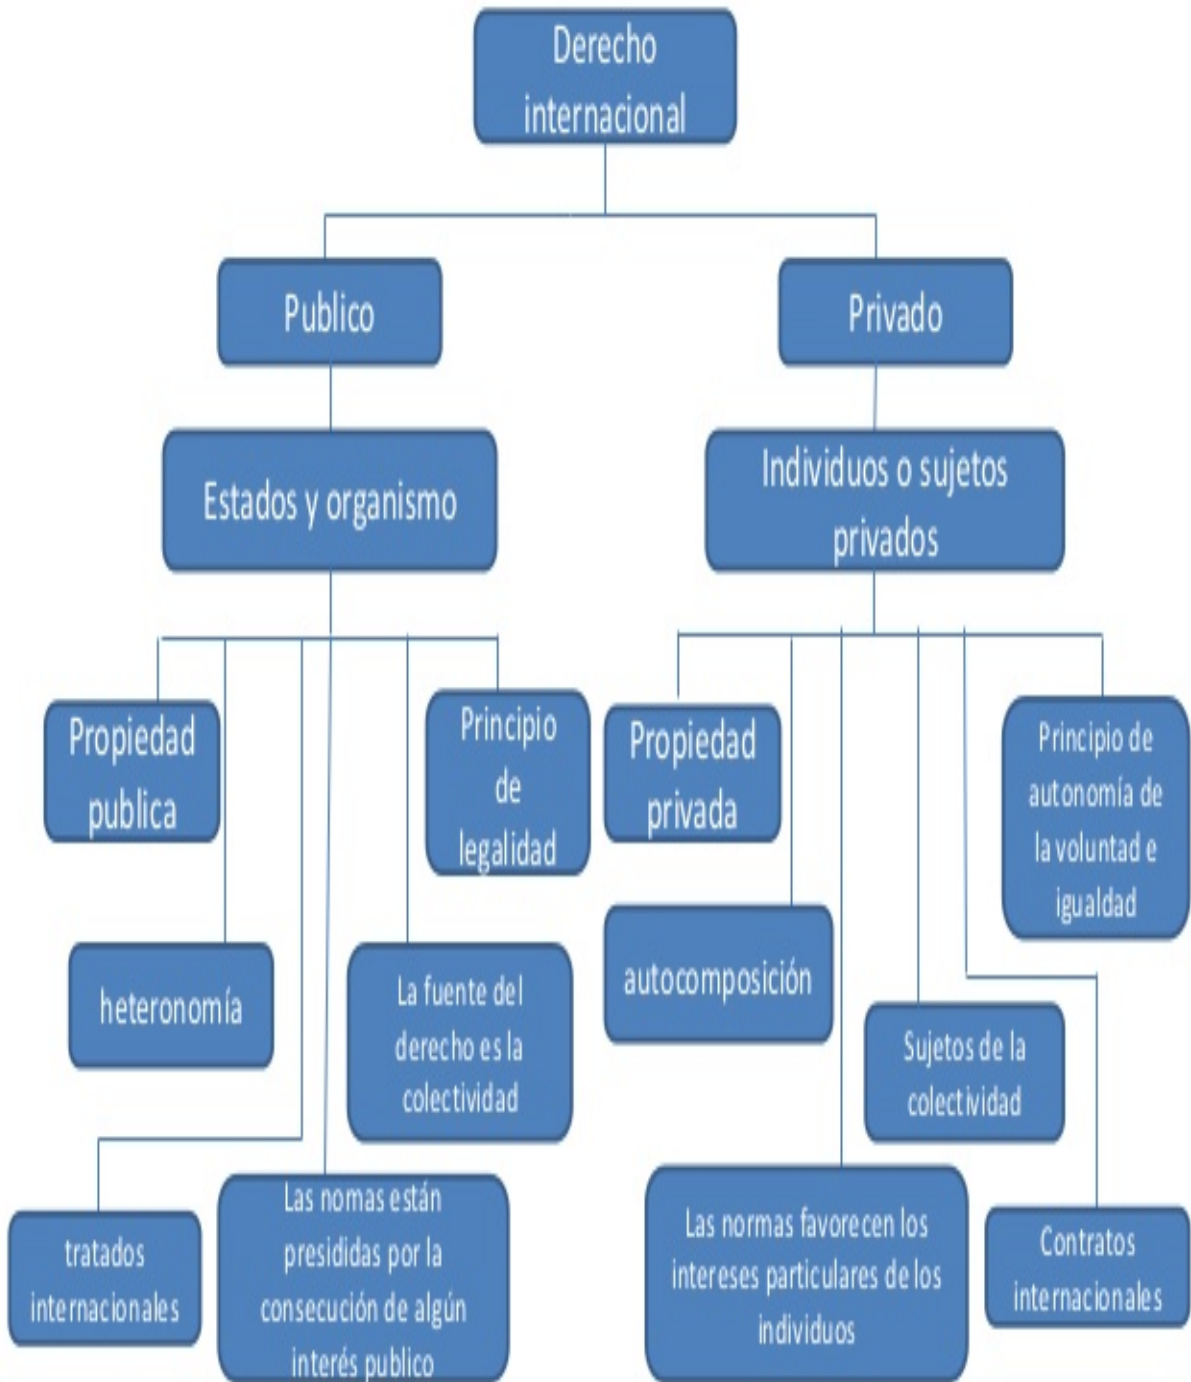 Derecho
internacional
Publico
Privado
Estados y organismo
Individuos o sujetos
privados
Propiedad
publica
Principio
de
legalidad
Propiedad
privada
Principio de
autonomía de
la voluntad e
igualdad
heteronomía
La fuente del
derecho es la
colectividad
autocomposición
Sujetos de la
colectividad
tratados
internacionales
Las nomas están
presididas por la
consecución de algún
interés publico
Las normas favorecen los
intereses particulares de los
individuos
Contratos
internacionales